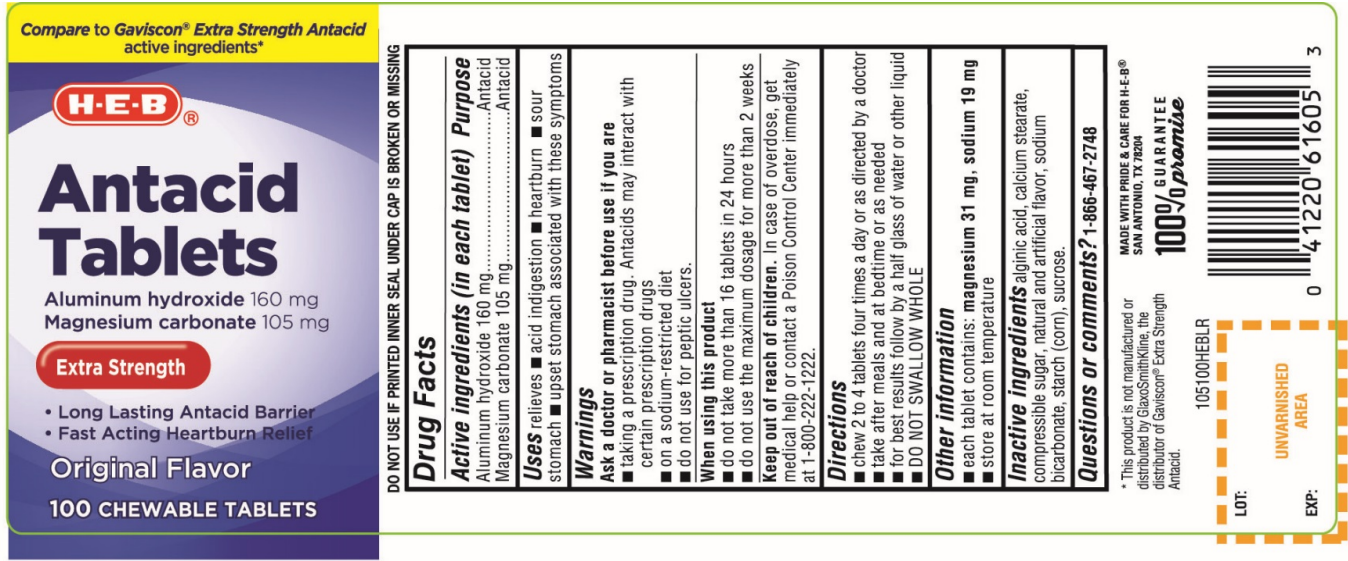 Compare to Gaviscon® Extra Strength Antacid
active ingredients*
H-E-B®
Antacid
Tablets
Aluminum hydroxide 160 mg
Magnesium carbonate 105 mg
Extra Strength
• Long Lasting Antacid Barrier
• Fast Acting Heartburn Relief
Original Flavor
100 CHEWABLE TABLETS
DO NOT USE IF PRINTED INNER SEAL UNDER CAP IS BROKEN OR MISSING
Drug Facts
Active ingredients (in each tablet) Purpose
Aluminum hydroxide 160 mg..............................Antacid
Magnesium carbonate 105 mg..............................Antacid
Uses relieves ■ acid indigestion ■ heartburn ■ sour
stomach ■ upset stomach associated with these symptoms
Warnings
Ask a doctor or pharmacist before use if you are
■ taking a prescription drug. Antacids may interact with
certain prescription drugs
■ on a sodium-restricted diet
■ do not use for peptic ulcers.
When using this product
■ do not take more than 16 tablets in 24 hours
■ do not use the maximum dosage for more than 2 weeks
Keep out of reach of children. In case of overdose, get
medical help or contact a Poison Control Center immediately
at 1-800-222-1222.
Directions
■ chew 2 to 4 tablets four times a day or as directed by a doctor
■ take after meals and at bedtime or as needed
■ for best results follow by a half glass of water or other liquid
■ DO NOT SWALLOW WHOLE
Other information
■ each tablet contains: magnesium 31 mg, sodium 19 mg
■ store at room temperature
Inactive ingredients alginic acid, calcium stearate,
compressible sugar, natural and artificial flavor, sodium
bicarbonate, starch (corn), sucrose.
Questions or comments? 1-866-467-2748
* This product is not manufactured or
distributed by GlaxoSmithKline, the
distributor of Gaviscon® Extra Strength
Antacid.
MADE WITH PRIDE & CARE FOR H-E-B®
SAN ANTONIO, TX 78204
100% GUARANTEE
promise
105100HEBLR
0 41220 61605 3
LOT:
UNVARNISHED
AREA
EXP: